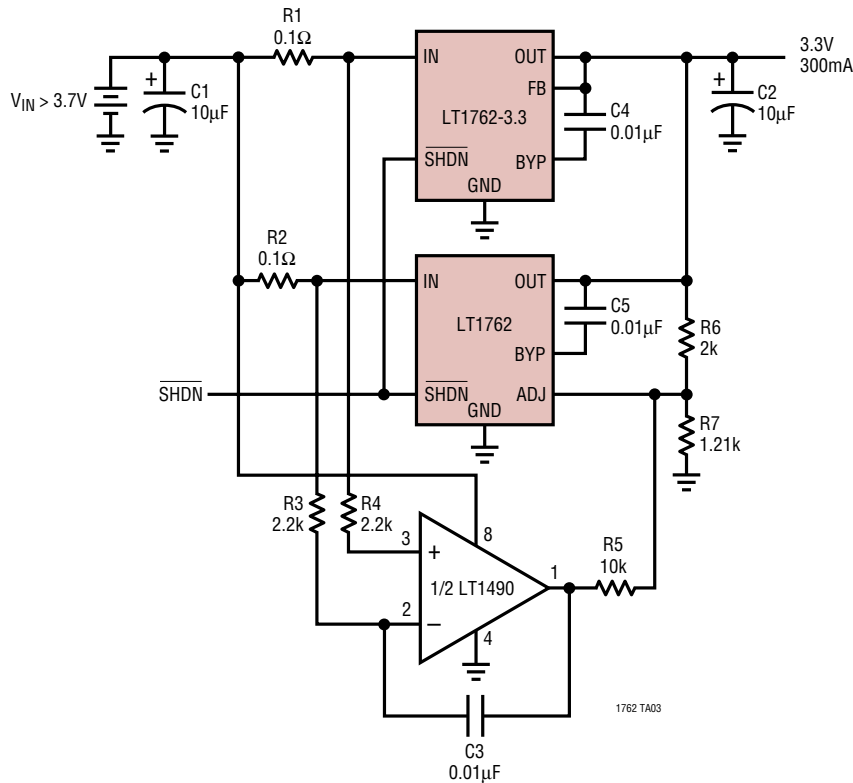 R1
0.1Ω
IN
OUT
FB
LT1762-3.3
SHDN
BYP
GND
3.3V
300mA
VIN > 3.7V
+
C1
10µF
C4
0.01µF
+
C2
10µF
R2
0.1Ω
IN
OUT
LT1762
BYP
SHDN
ADJ
GND
C5
0.01µF
R6
2k
SHDN
R7
1.21k
R3
2.2k
R4
2.2k
3
+
8
1/2 LT1490
1
2
–
4
R5
10k
C3
0.01µF
1762 TA03